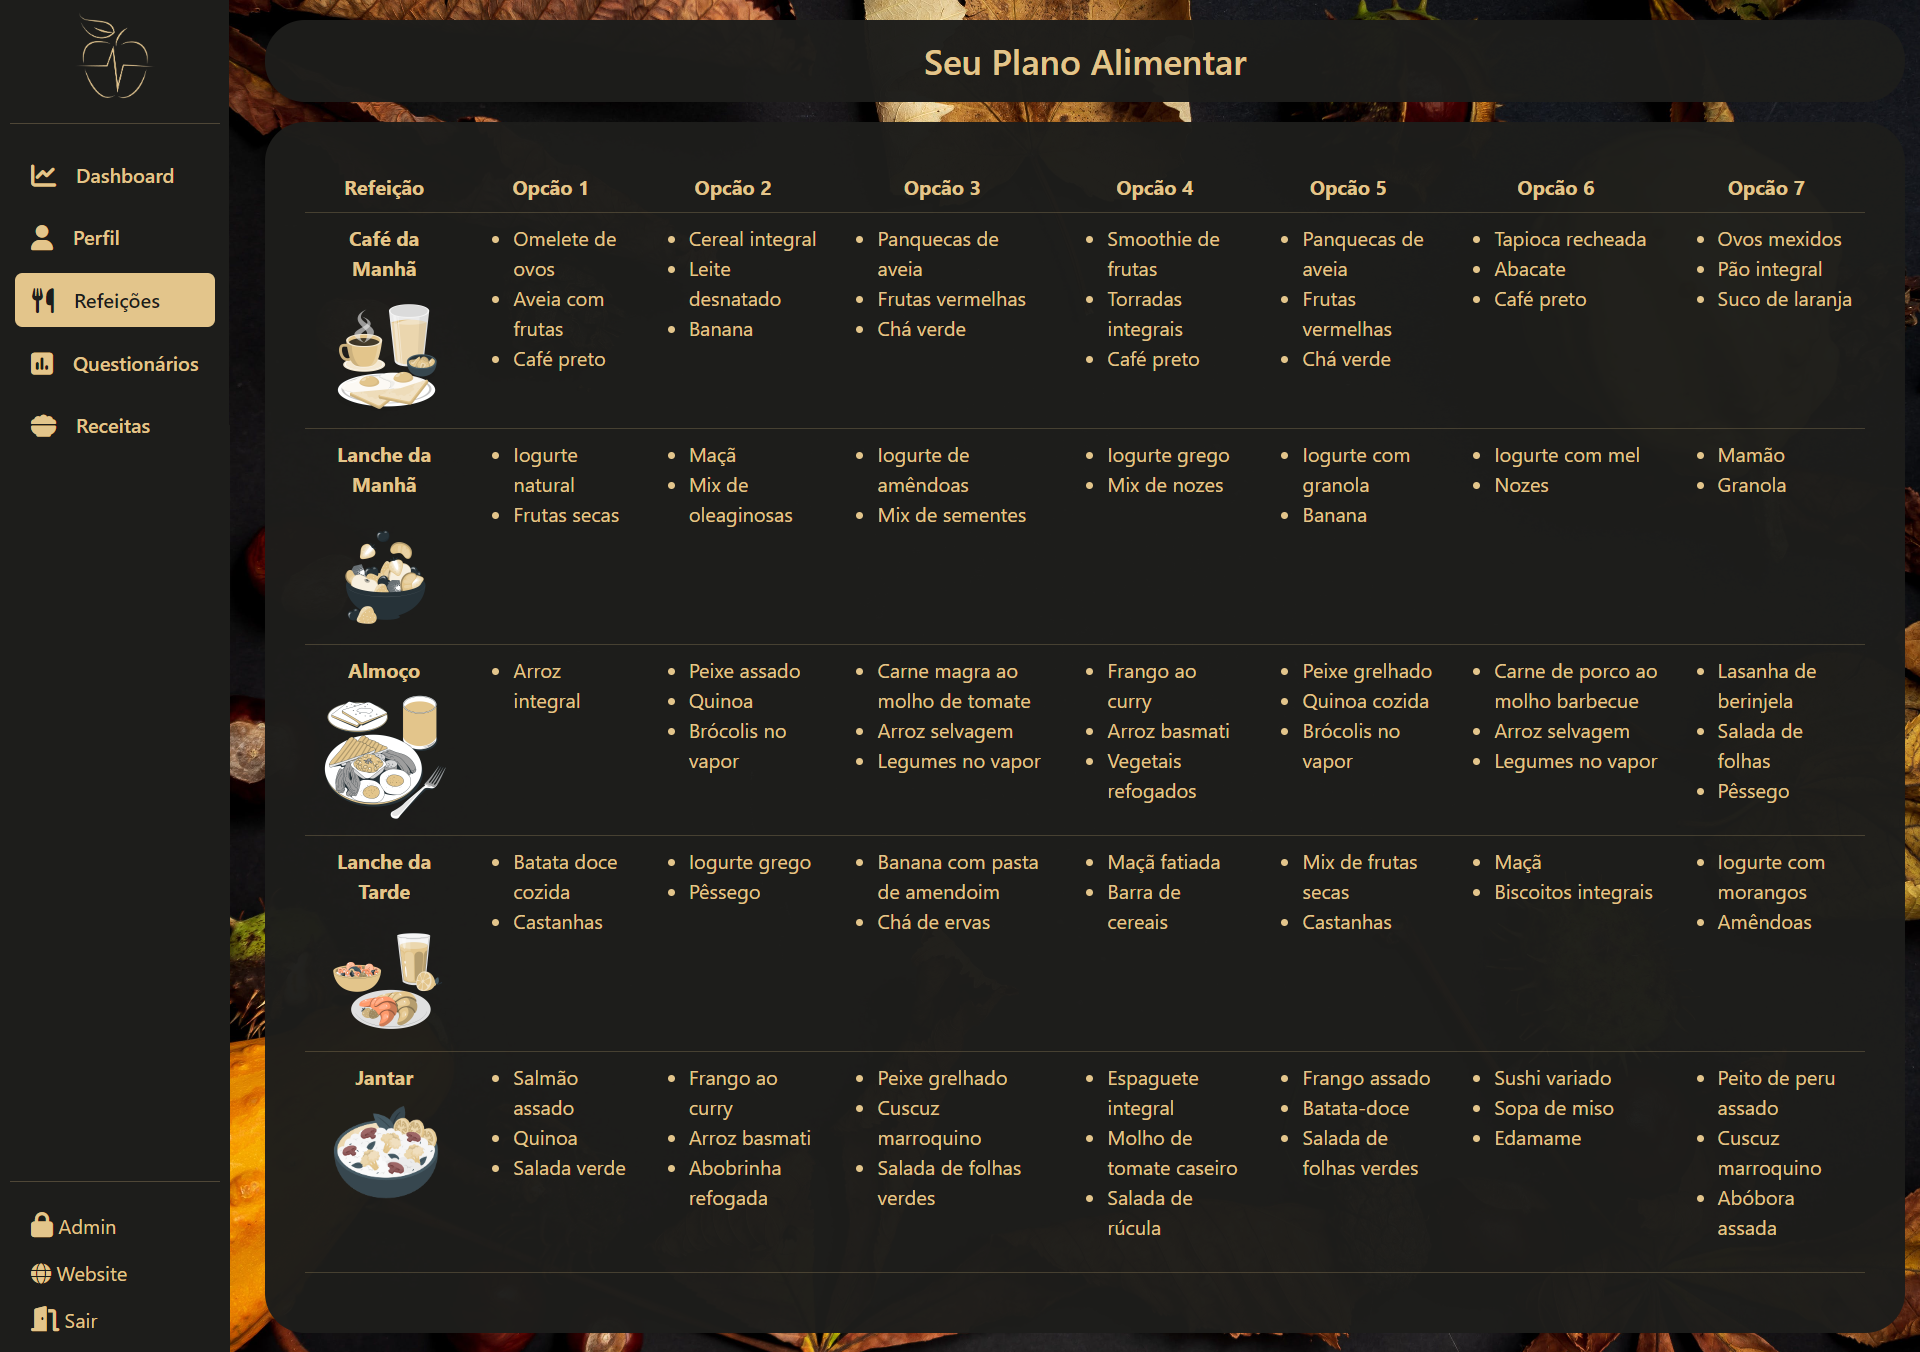 Seu Plano Alimentar
Dashboard
Perfil
Refeições
Questionários
Receitas
Admin
Website
Sair
Refeição
Opcão 1
Opcão 2
Opcão 3
Opcão 4
Opcão 5
Opcão 6
Opcão 7
Café da
Manhã
Omelete de
ovos
Aveia com
frutas
Café preto
Cereal integral
Leite
desnatado
Banana
Panquecas de
aveia
Frutas vermelhas
Chá verde
Smoothie de
frutas
Torradas
integrais
Café preto
Panquecas de
aveia
Frutas
vermelhas
Chá verde
Tapioca recheada
Abacate
Café preto
Ovos mexidos
Pão integral
Suco de laranja
Lanche da
Manhã
Iogurte
natural
Frutas secas
Maçã
Mix de
oleaginosas
Iogurte de
amêndoas
Mix de sementes
Iogurte grego
Mix de nozes
Iogurte com
granola
Banana
Iogurte com mel
Nozes
Mamão
Granola
Almoço
Arroz
integral
Peixe assado
Quinoa
Brócolis no
vapor
Carne magra ao
molho de tomate
Arroz selvagem
Legumes no vapor
Frango ao
curry
Arroz basmati
Vegetais
refogados
Peixe grelhado
Quinoa cozida
Brócolis no
vapor
Carne de porco ao
molho barbecue
Arroz selvagem
Legumes no vapor
Lasanha de
berinjela
Salada de
folhas
Pêssego
Lanche da
Tarde
Batata doce
cozida
Castanhas
Iogurte grego
Pêssego
Banana com pasta
de amendoim
Chá de ervas
Maçã fatiada
Barra de
cereais
Mix de frutas
secas
Castanhas
Maçã
Biscoitos integrais
Iogurte com
morangos
Amêndoas
Jantar
Salmão
assado
Quinoa
Salada verde
Frango ao
curry
Arroz basmati
Abobrinha
refogada
Peixe grelhado
Cuscuz
marroquino
Salada de folhas
verdes
Espaguete
integral
Molho de
tomate caseiro
Salada de
rúcula
Frango assado
Batata-doce
Salada de
folhas verdes
Sushi variado
Sopa de miso
Edamame
Peito de peru
assado
Cuscuz
marroquino
Abóbora
assada